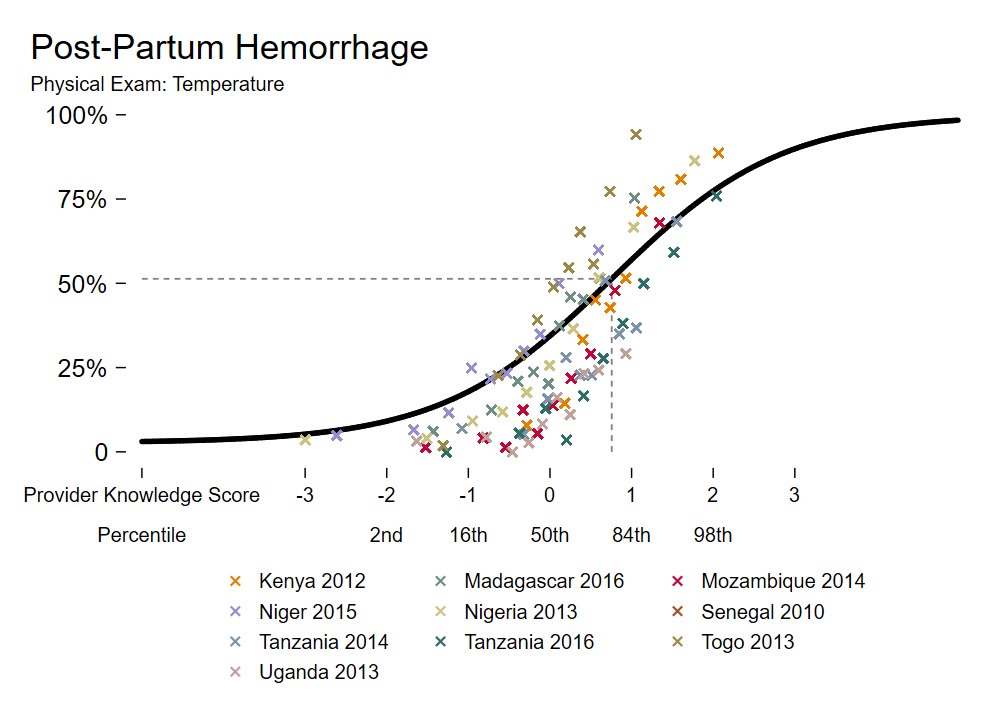 Post-Partum Hemorrhage
Physical Exam: Temperature
100%
75%
50%
25%
0
Provider Knowledge Score -3 -2 -1 0 1 2 3
Percentile 2nd 16th 50th 84th 98th
Kenya 2012 Madagascar 2016 Mozambique 2014
Niger 2015 Nigeria 2013 Senegal 2010
Tanzania 2014 Tanzania 2016 Togo 2013
Uganda 2013